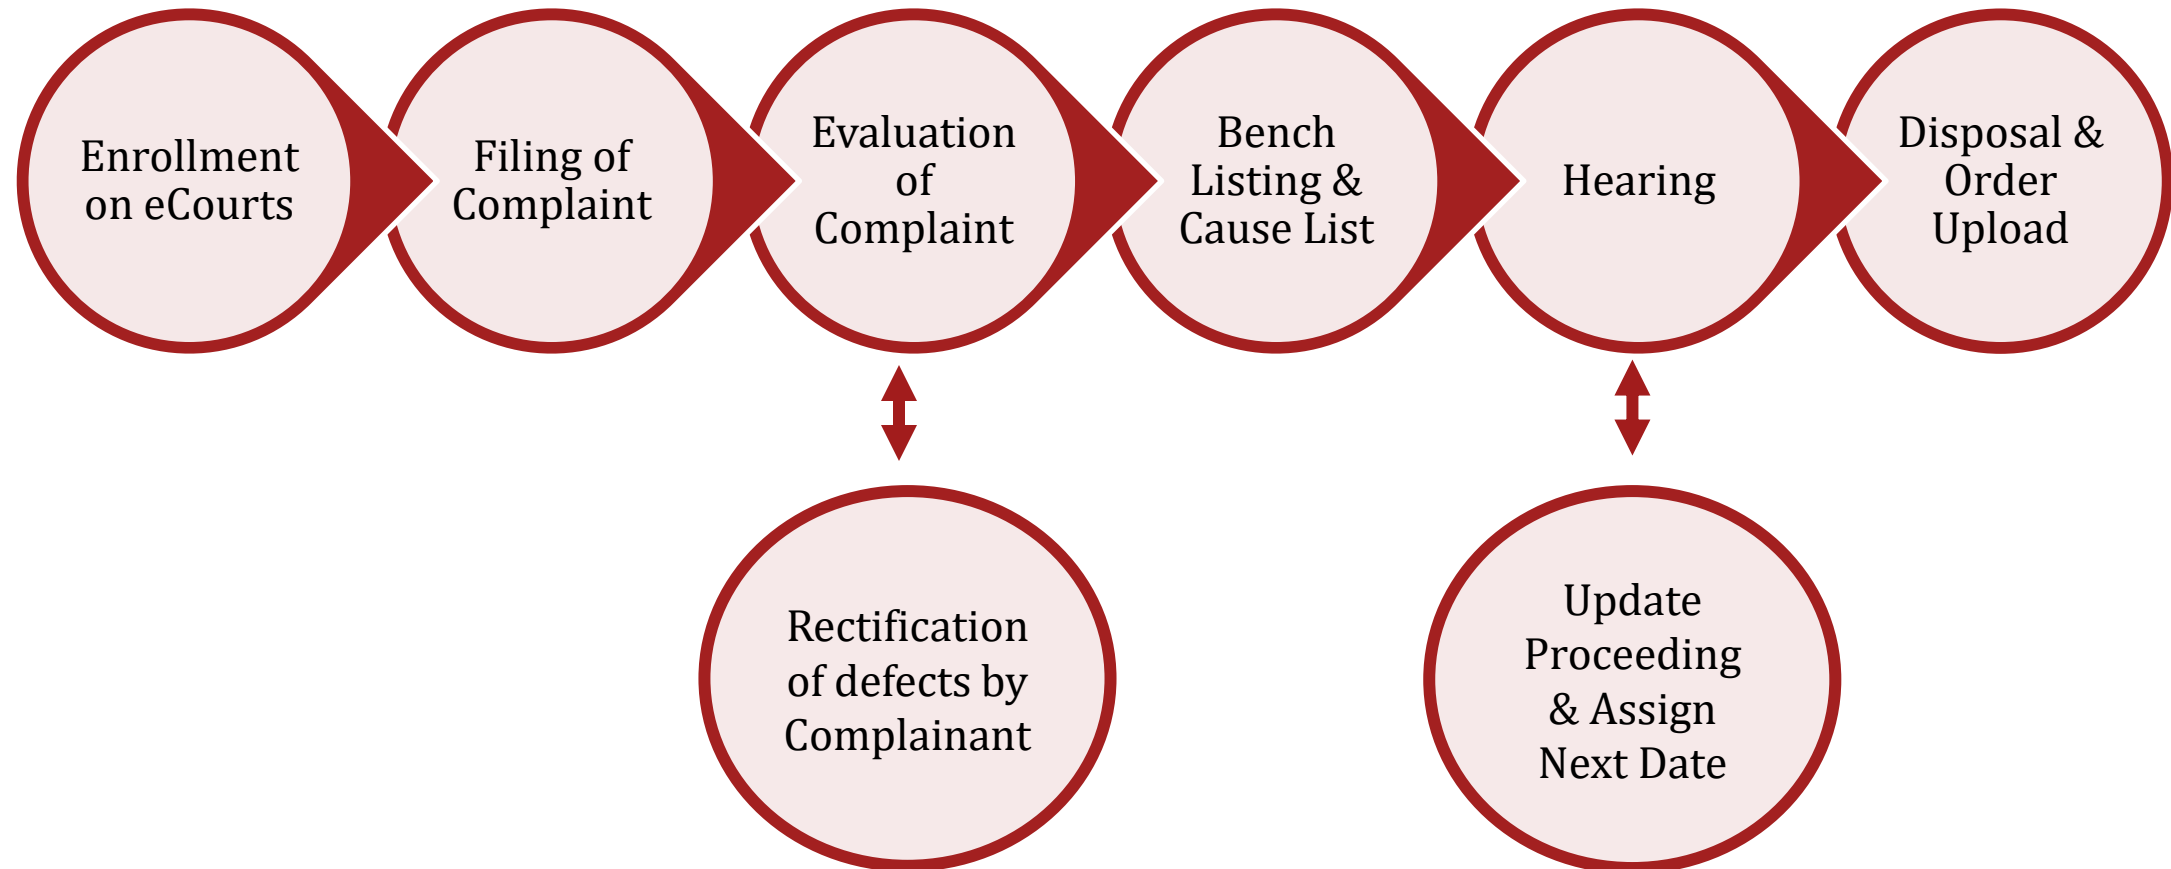 Enrollment
on eCourts
Filing of
Complaint
Evaluation
of
Complaint
Bench
Listing &
Cause List
Hearing
Disposal &
Order
Upload
Rectification
of defects by
Complainant
Update
Proceeding
& Assign
Next Date